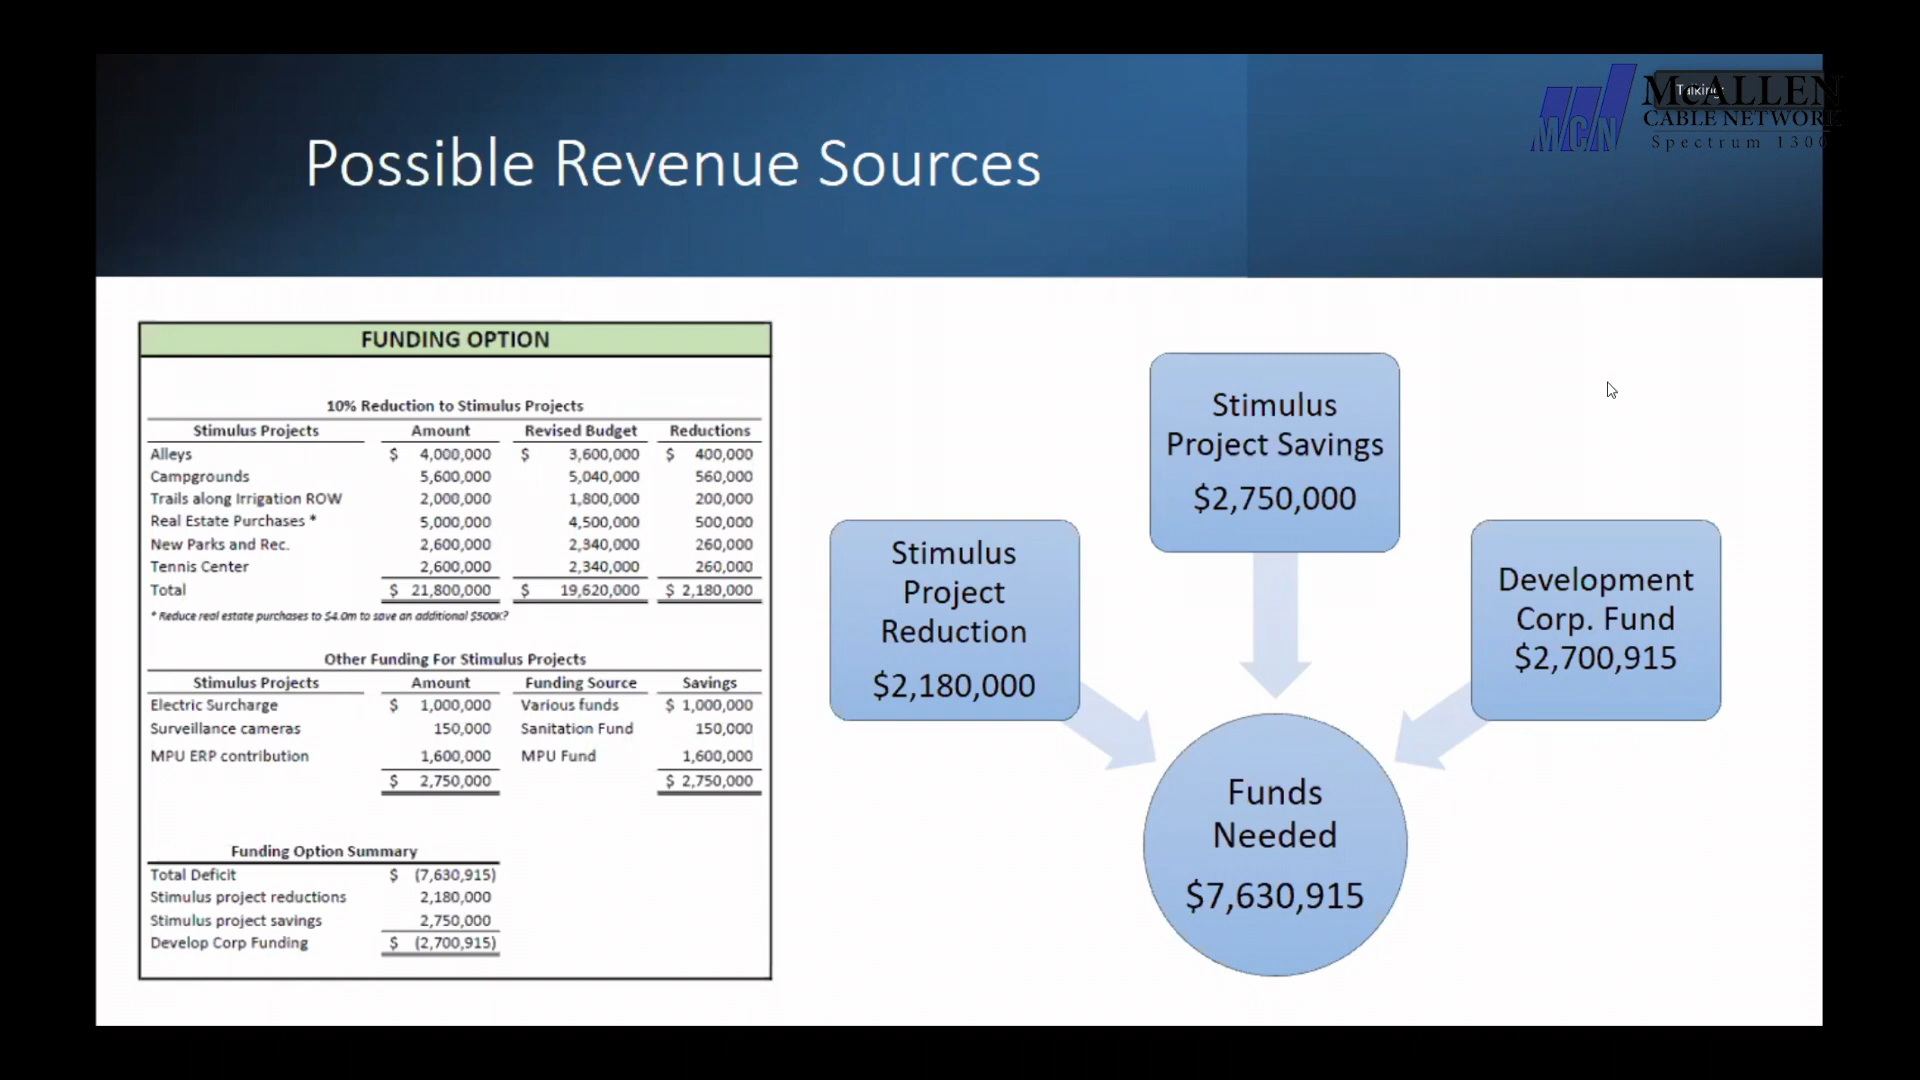 Possible Revenue Sources
Talking:
MCN
McALLEN
CABLE NETWORK
Spectrum 1300
FUNDING OPTION
10% Reduction to Stimulus Projects
Stimulus Projects Amount Revised Budget Reductions
Alleys $ 4,000,000 $ 3,600,000 $ 400,000
Campgrounds 5,600,000 5,040,000 560,000
Trails along Irrigation ROW 2,000,000 1,800,000 200,000
Real Estate Purchases * 5,000,000 4,500,000 500,000
New Parks and Rec. 2,600,000 2,340,000 260,000
Tennis Center 2,600,000 2,340,000 260,000
Total $ 21,800,000 $ 19,620,000 $ 2,180,000
* Reduce real estate purchases to $4.0m to save an additional $500K?
Other Funding For Stimulus Projects
Stimulus Projects Amount Funding Source Savings
Electric Surcharge $ 1,000,000 Various funds $ 1,000,000
Surveillance cameras 150,000 Sanitation Fund 150,000
MPU ERP contribution 1,600,000 MPU Fund 1,600,000
$ 2,750,000 $ 2,750,000
Funding Option Summary
Total Deficit $ (7,630,915)
Stimulus project reductions 2,180,000
Stimulus project savings 2,750,000
Develop Corp Funding $ (2,700,915)
Stimulus
Project
Reduction
$2,180,000
Stimulus
Project Savings
$2,750,000
Development
Corp. Fund
$2,700,915
Funds
Needed
$7,630,915